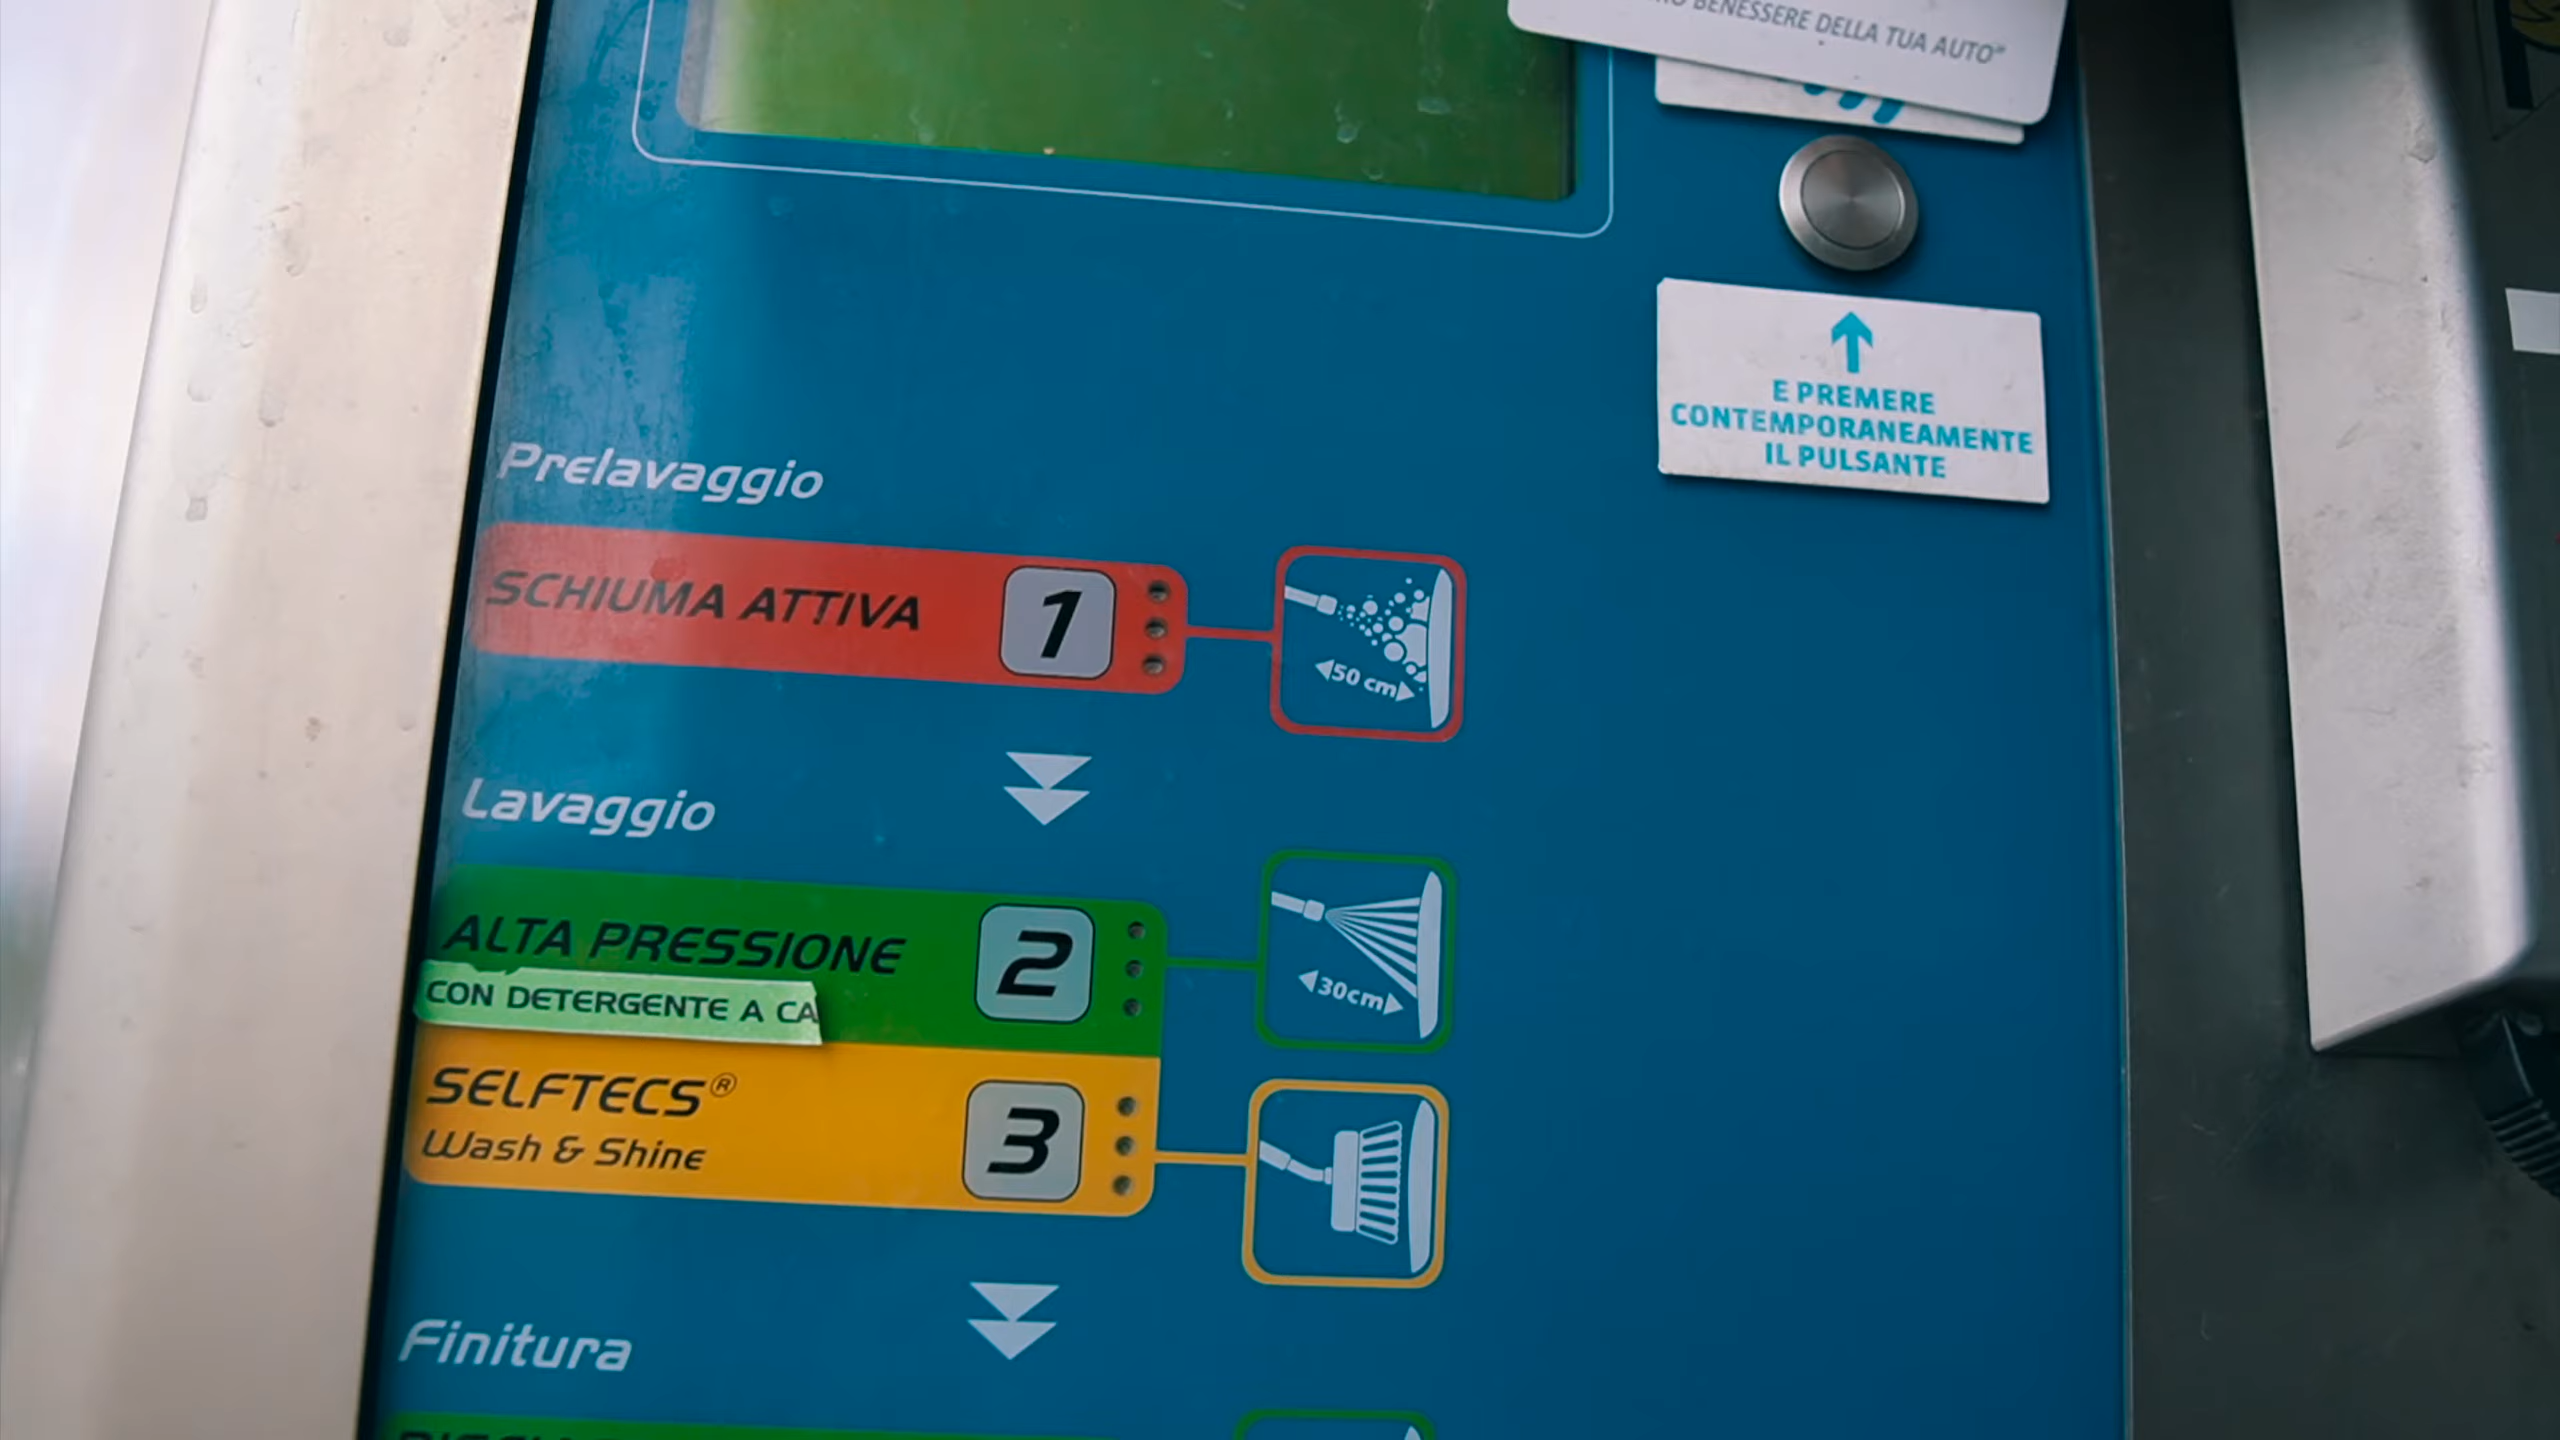 BENESSERE DELLA TUA AUTO"
E PREMERE
CONTEMPORANEAMENTE
IL PULSANTE
Prelavaggio
SCHIUMA ATTIVA 1
50 cm
Lavaggio
ALTA PRESSIONE 2
CON DETERGENTE A CA
30cm
SELFTECS® 3
Wash & Shine
Finitura